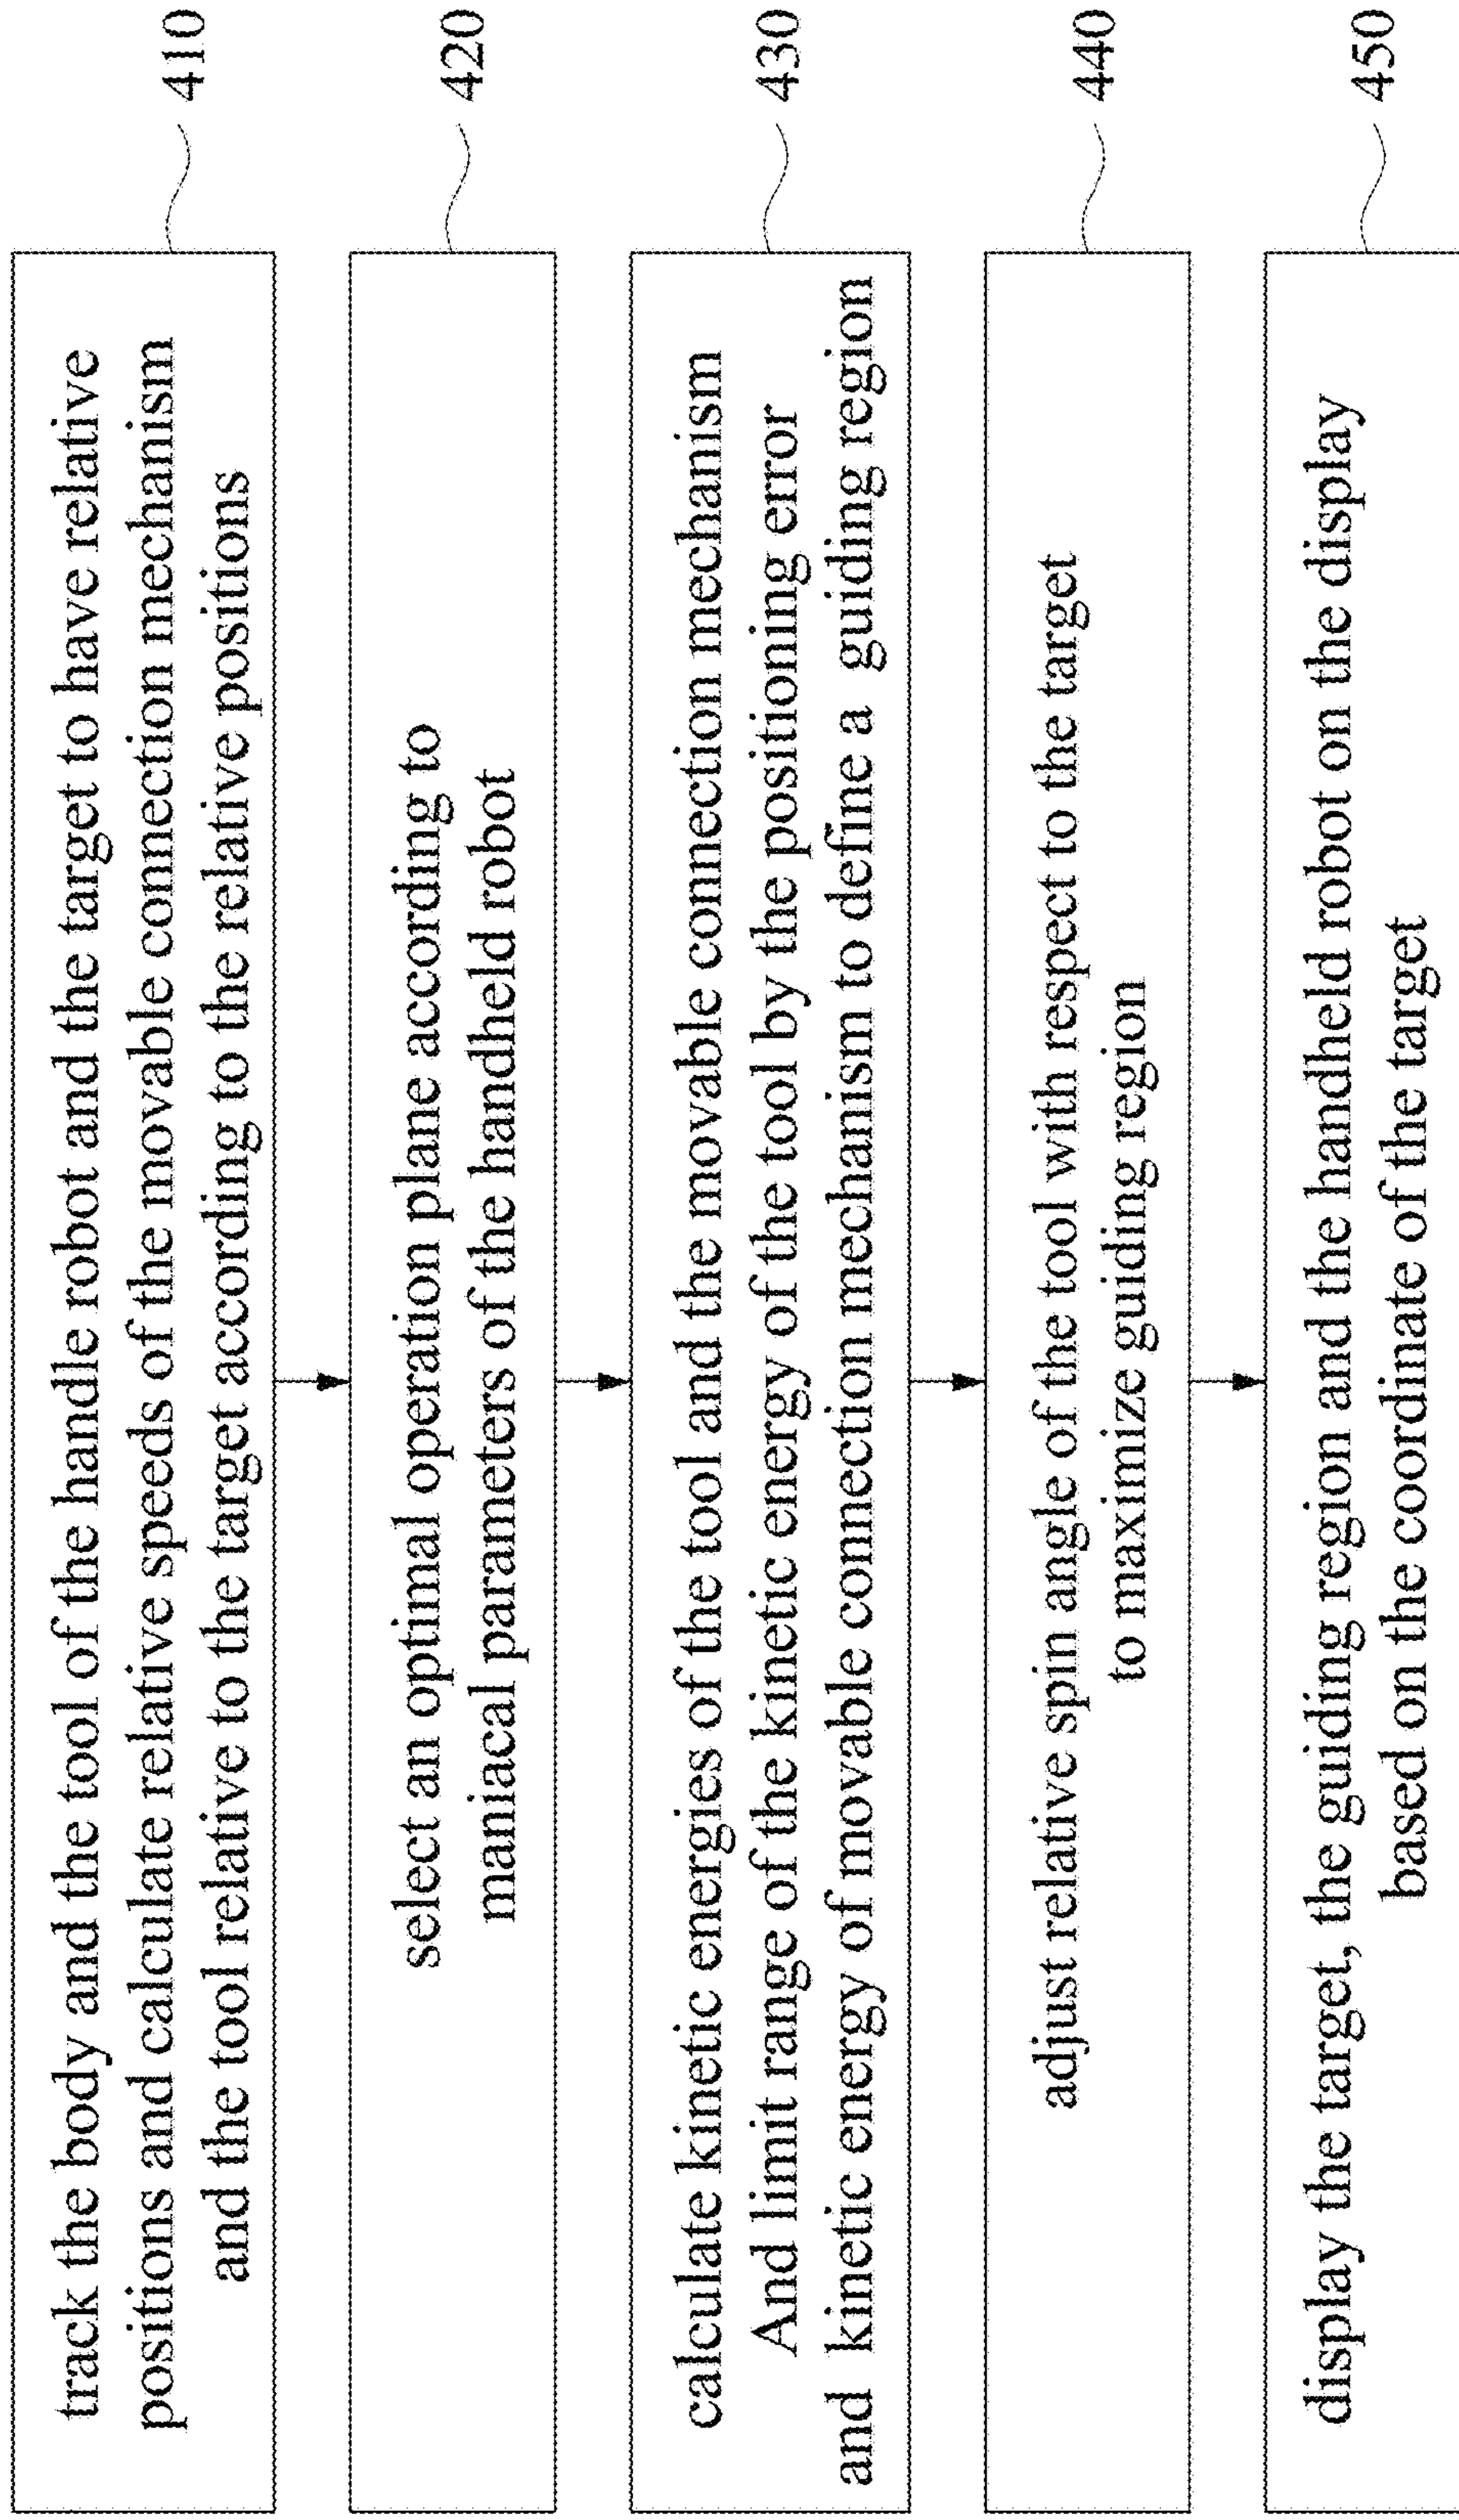 track the body and the tool of the handle robot and the target to have relative
positions and calculate relative speeds of the movable connection mechanism
and the tool relative to the target according to the relative positions
410
select an optimal operation plane according to
maniacal parameters of the handheld robot
420
calculate kinetic energies of the tool and the movable connection mechanism
And limit range of the kinetic energy of the tool by the positioning error
and kinetic energy of movable connection mechanism to define a guiding region
430
adjust relative spin angle of the tool with respect to the target
to maximize guiding region
440
display the target, the guiding region and the handheld robot on the display
based on the coordinate of the target
450